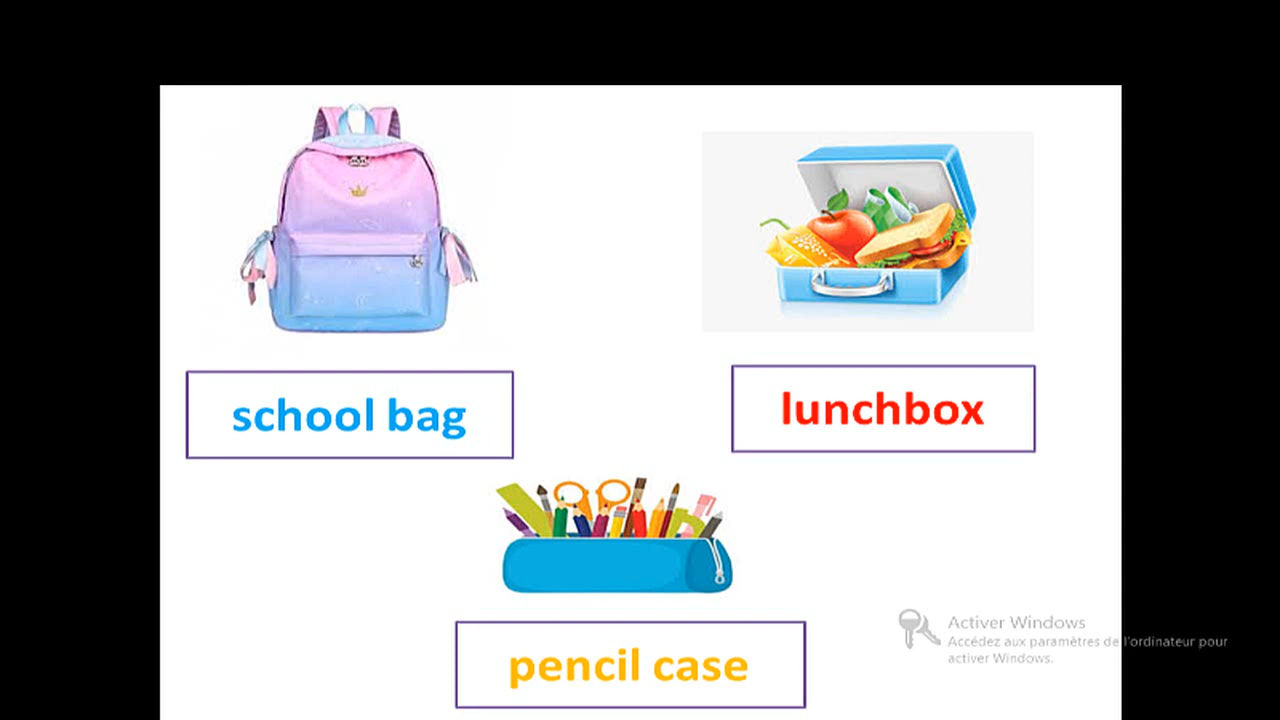 school bag
lunchbox
pencil case
Activer Windows
Accédez aux paramètres de l'ordinateur pour
activer Windows.